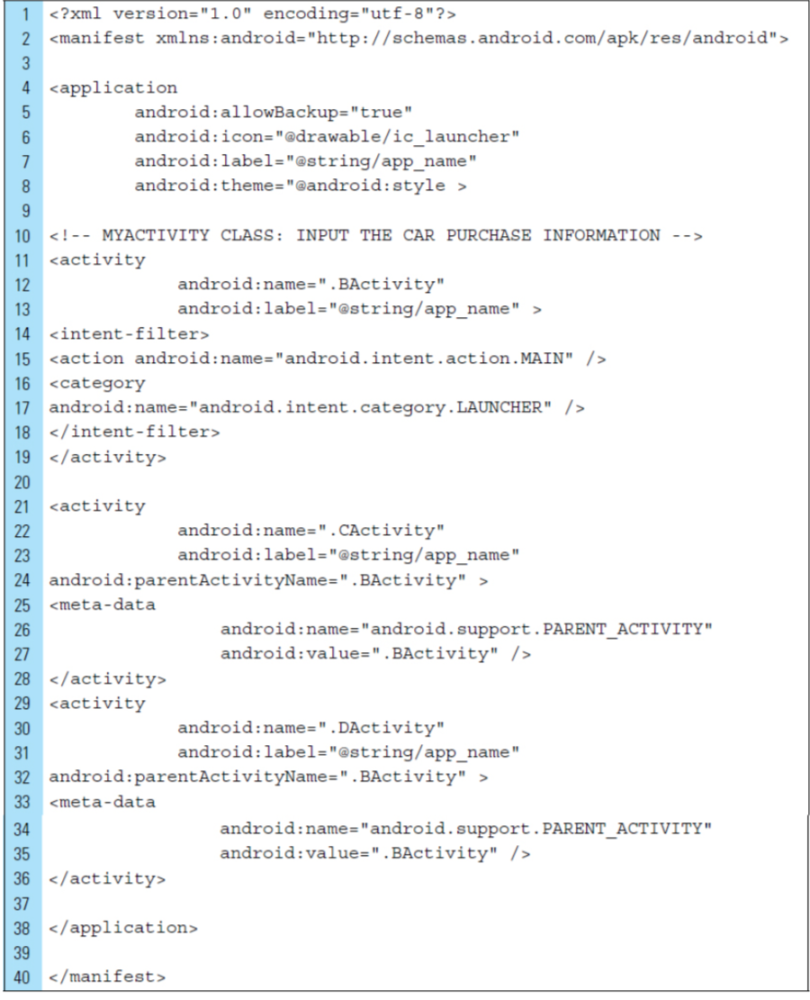 1 <?xml version="1.0" encoding="utf-8"?>
2 <manifest xmlns:android="http://schemas.android.com/apk/res/android">
3
4 <application
5 android:allowBackup="true"
6 android:icon="@drawable/ic_launcher"
7 android:label="@string/app_name"
8 android:theme="@android:style >
9
10 <!-- MYACTIVITY CLASS: INPUT THE CAR PURCHASE INFORMATION -->
11 <activity
12 android:name=".BActivity"
13 android:label="@string/app_name" >
14 <intent-filter>
15 <action android:name="android.intent.action.MAIN" />
16 <category
17 android:name="android.intent.category.LAUNCHER" />
18 </intent-filter>
19 </activity>
20
21 <activity
22 android:name=".CActivity"
23 android:label="@string/app_name"
24 android:parentActivityName=".BActivity" >
25 <meta-data
26 android:name="android.support.PARENT_ACTIVITY"
27 android:value=".BActivity" />
28 </activity>
29 <activity
30 android:name=".DActivity"
31 android:label="@string/app_name"
32 android:parentActivityName=".BActivity" >
33 <meta-data
34 android:name="android.support.PARENT_ACTIVITY"
35 android:value=".BActivity" />
36 </activity>
37
38 </application>
39
40 </manifest>